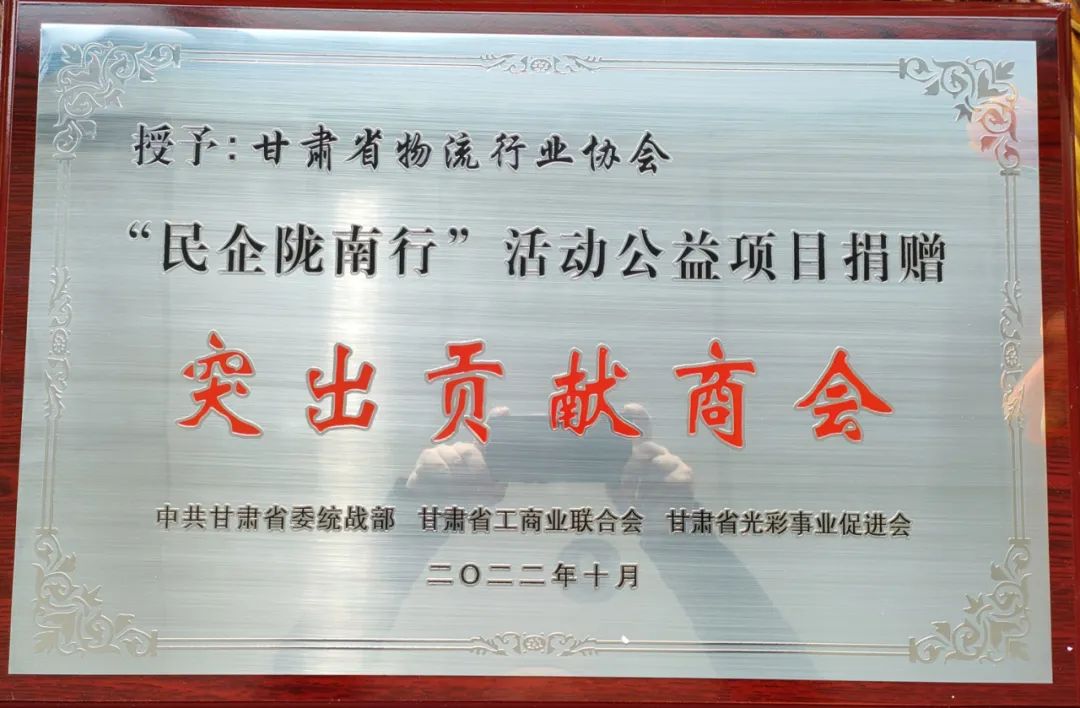 授予：甘肃省物流行业协会
“民企陇南行”活动公益项目捐赠
突出贡献商会
中共甘肃省委统战部 甘肃省工商业联合会 甘肃省光彩事业促进会
二〇二二年十月